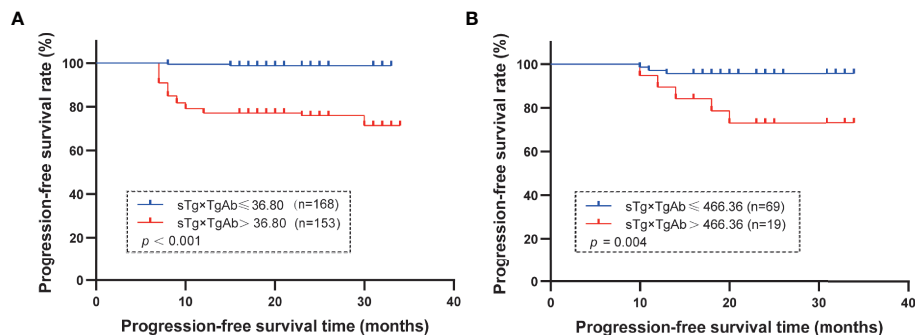 A
Progression-free survival rate (%)
100
80
60
40
20
0
sTg×TgAb≤36.80 (n=168)
sTg×TgAb>36.80 (n=153)
p < 0.001
0
10
20
30
40
Progression-free survival time (months)
B
Progression-free survival rate (%)
100
80
60
40
20
0
sTg×TgAb≤466.36 (n=69)
sTg×TgAb>466.36 (n=19)
p = 0.004
0
10
20
30
40
Progression-free survival time (months)